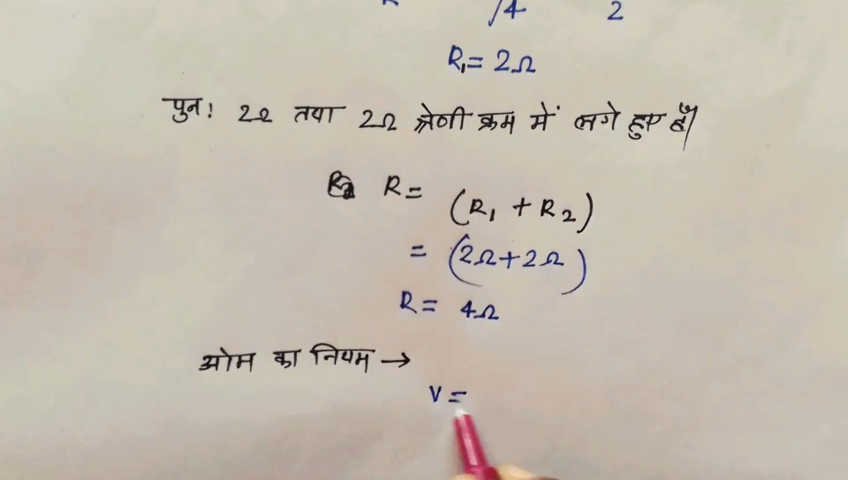 /4 2
R₁ = 2Ω
पुन: 2Ω तथा 2Ω श्रेणी क्रम में लगे हुए हैं।
R =
(R₁ + R₂)
= (2Ω + 2Ω)
R = 4Ω
ओम का नियम →
V =